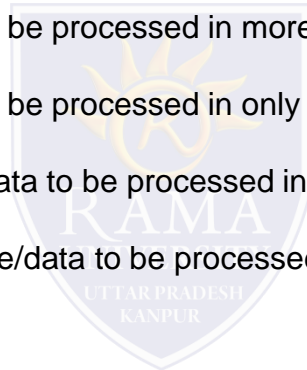 be processed in more
be processed in only
ata to be processed in
e/data to be processed
RAMA
UNIVERSITY
UTTAR PRADESH
KANPUR